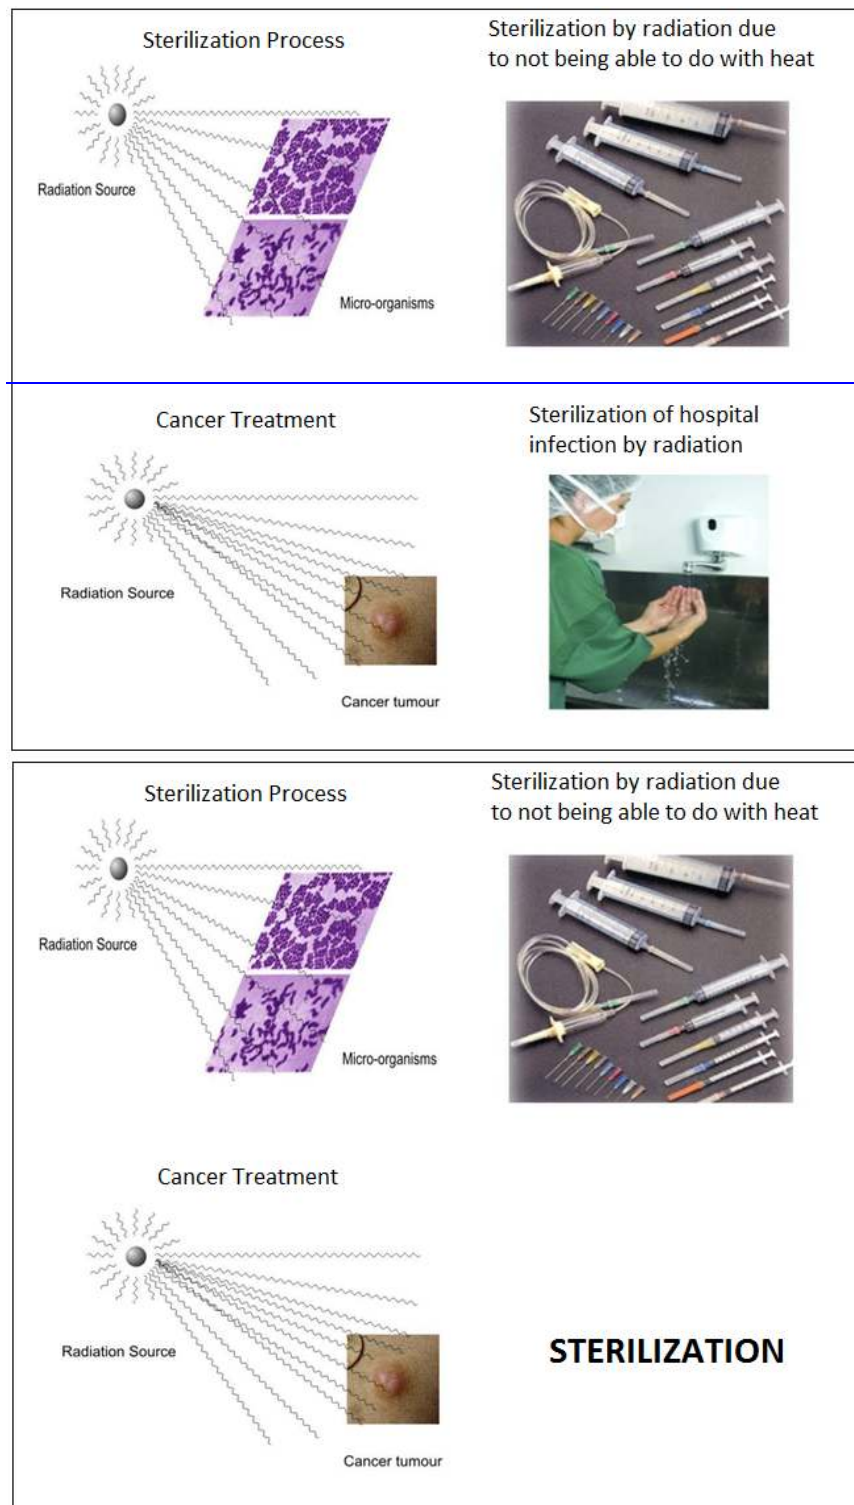 Sterilization Process
Sterilization by radiation due
to not being able to do with heat
Radiation Source
Micro-organisms
Cancer Treatment
Sterilization of hospital
infection by radiation
Radiation Source
Cancer tumour
Sterilization Process
Sterilization by radiation due
to not being able to do with heat
Radiation Source
Micro-organisms
Cancer Treatment
Radiation Source
STERILIZATION
Cancer tumour